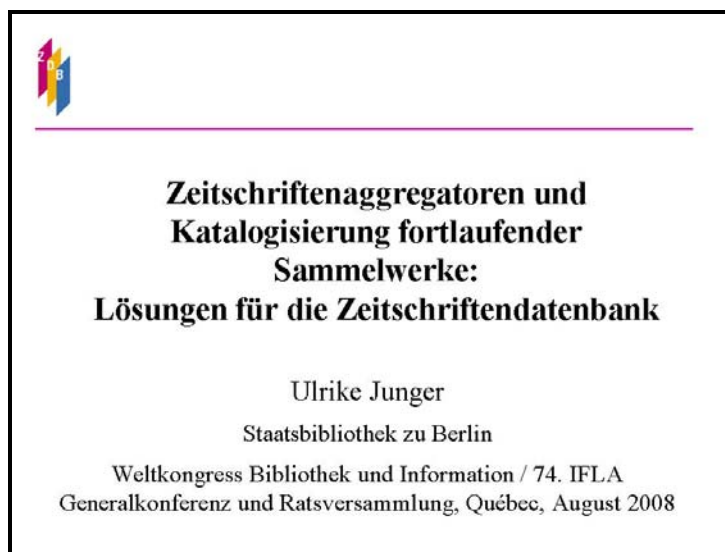 ZDB
Zeitschriftenaggregatoren und
Katalogisierung fortlaufender
Sammelwerke:
Lösungen für die Zeitschriftendatenbank
Ulrike Junger
Staatsbibliothek zu Berlin
Weltkongress Bibliothek und Information / 74. IFLA
Generalkonferenz und Ratsversammlung, Québec, August 2008